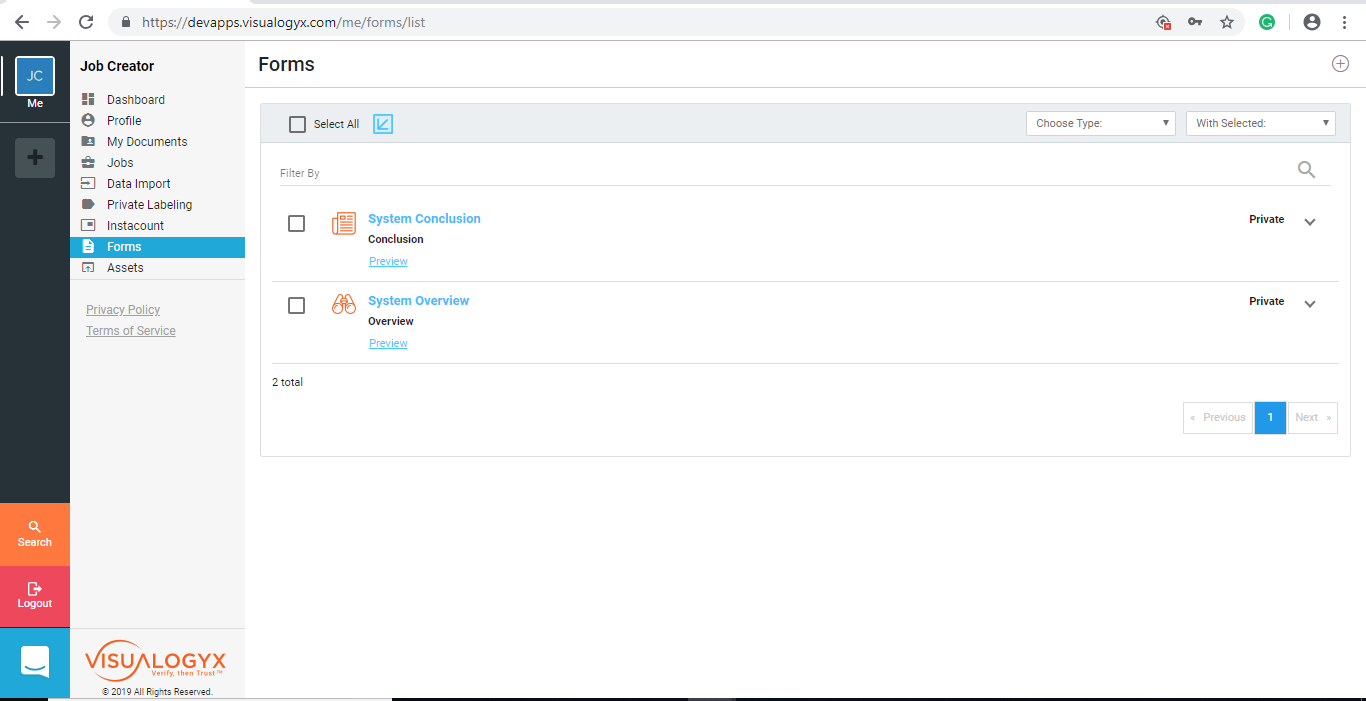 https://devapps.visualogyx.com/me/forms/list
JC
Me
Job Creator
Dashboard
Profile
My Documents
Jobs
Data Import
Private Labeling
Instacount
Forms
Assets
Privacy Policy
Terms of Service
Search
Logout
VISUALOGYX
Verify, then Trust™
© 2019 All Rights Reserved.
Forms
Select All
Choose Type:
With Selected:
Filter By
System Conclusion
Private
Conclusion
Preview
System Overview
Private
Overview
Preview
2 total
« Previous 1 Next »